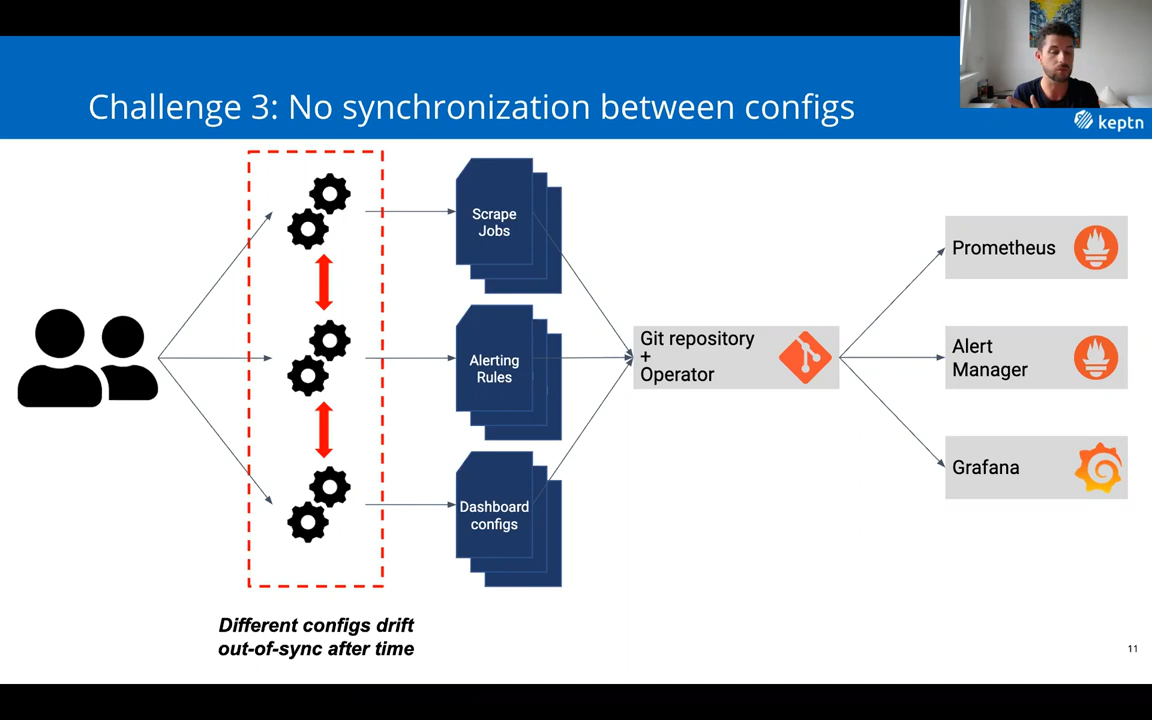 Challenge 3: No synchronization between configs
keptn
Scrape
Jobs
Prometheus
Git repository
+
Operator
Alert
Manager
Alerting
Rules
Grafana
Dashboard
configs
Different configs drift
out-of-sync after time
11